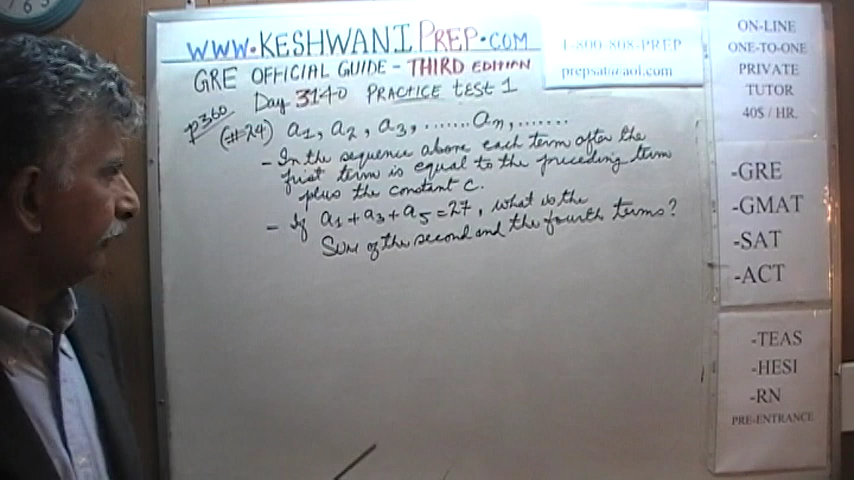 WWW.KESHWANIPREP.COM
GRE OFFICIAL GUIDE - THIRD EDITION
Day 3140 PRACTICE TEST 1
1-800-808-PREP
prepsat@aol.com
p360
(#24) a1, a2, a3, ....... an, .......
- In the sequence above each term after the
first term is equal to the preceding term
plus the constant C.
- If a1 + a3 + a5 = 27, what is the
Sum of the second and the fourth terms?
ON-LINE
ONE-TO-ONE
PRIVATE
TUTOR
40$ / HR.
-GRE
-GMAT
-SAT
-ACT
-TEAS
-HESI
-RN
PRE-ENTRANCE